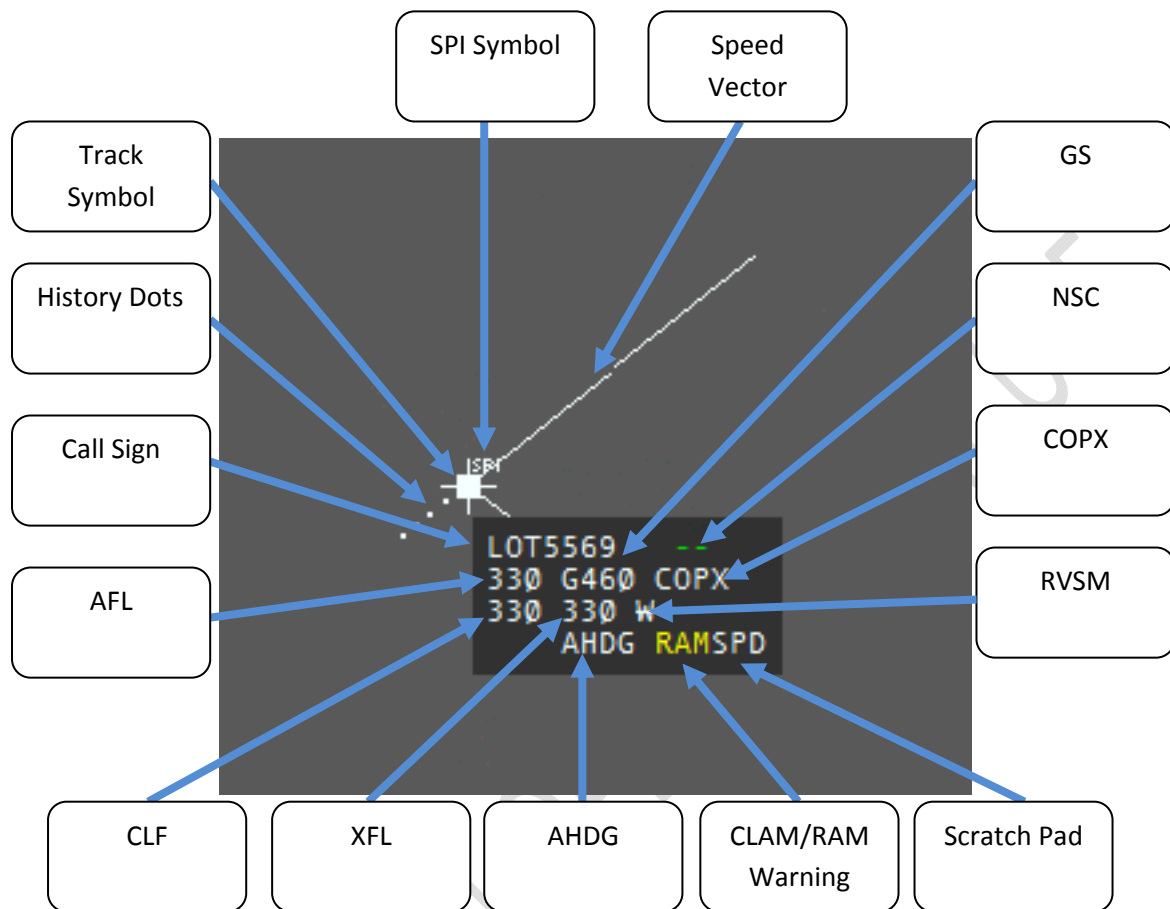 SPI Symbol
Speed
Vector
Track
Symbol
GS
History Dots
NSC
Call Sign
COPX
AFL
RVSM
SPI
LOT5569 --
330 G460 COPX
330 330 W
AHDG RAMSPD
CLF
XFL
AHDG
CLAM/RAM
Warning
Scratch Pad